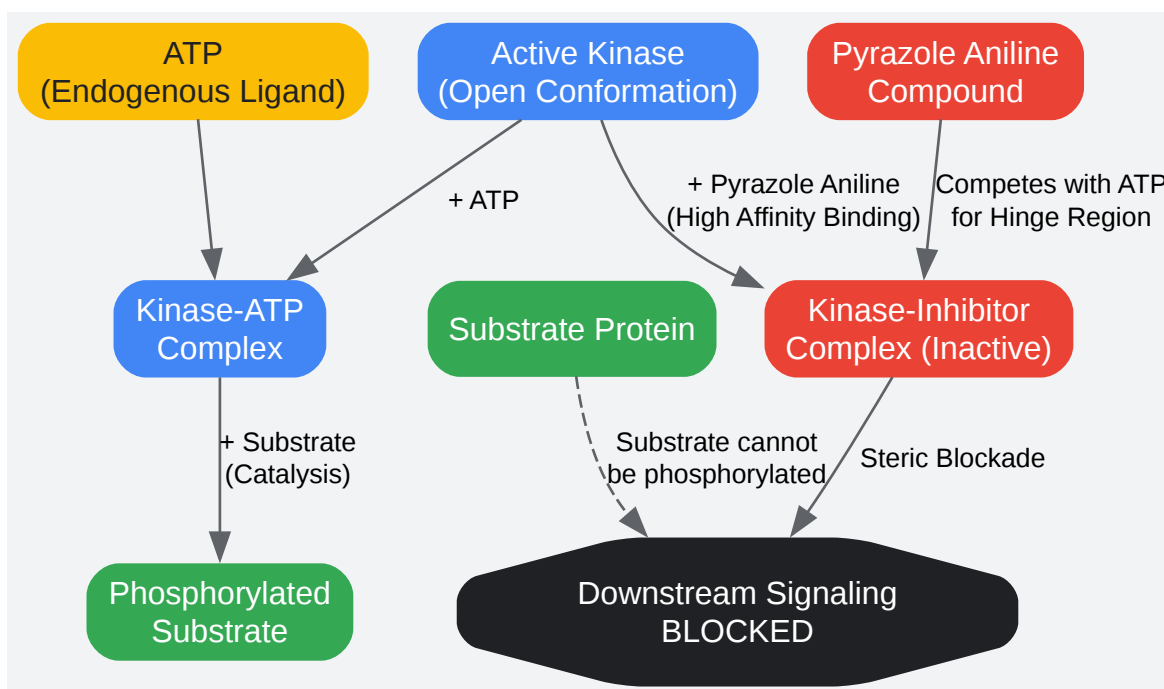 ATP
(Endogenous Ligand)
Active Kinase
(Open Conformation)
Pyrazole Aniline
Compound
+ ATP
+ Pyrazole Aniline
(High Affinity Binding)
Competes with ATP
for Hinge Region
Kinase-ATP
Complex
Substrate Protein
Kinase-Inhibitor
Complex (Inactive)
+ Substrate
(Catalysis)
Substrate cannot
be phosphorylated
Steric Blockade
Phosphorylated
Substrate
Downstream Signaling
BLOCKED